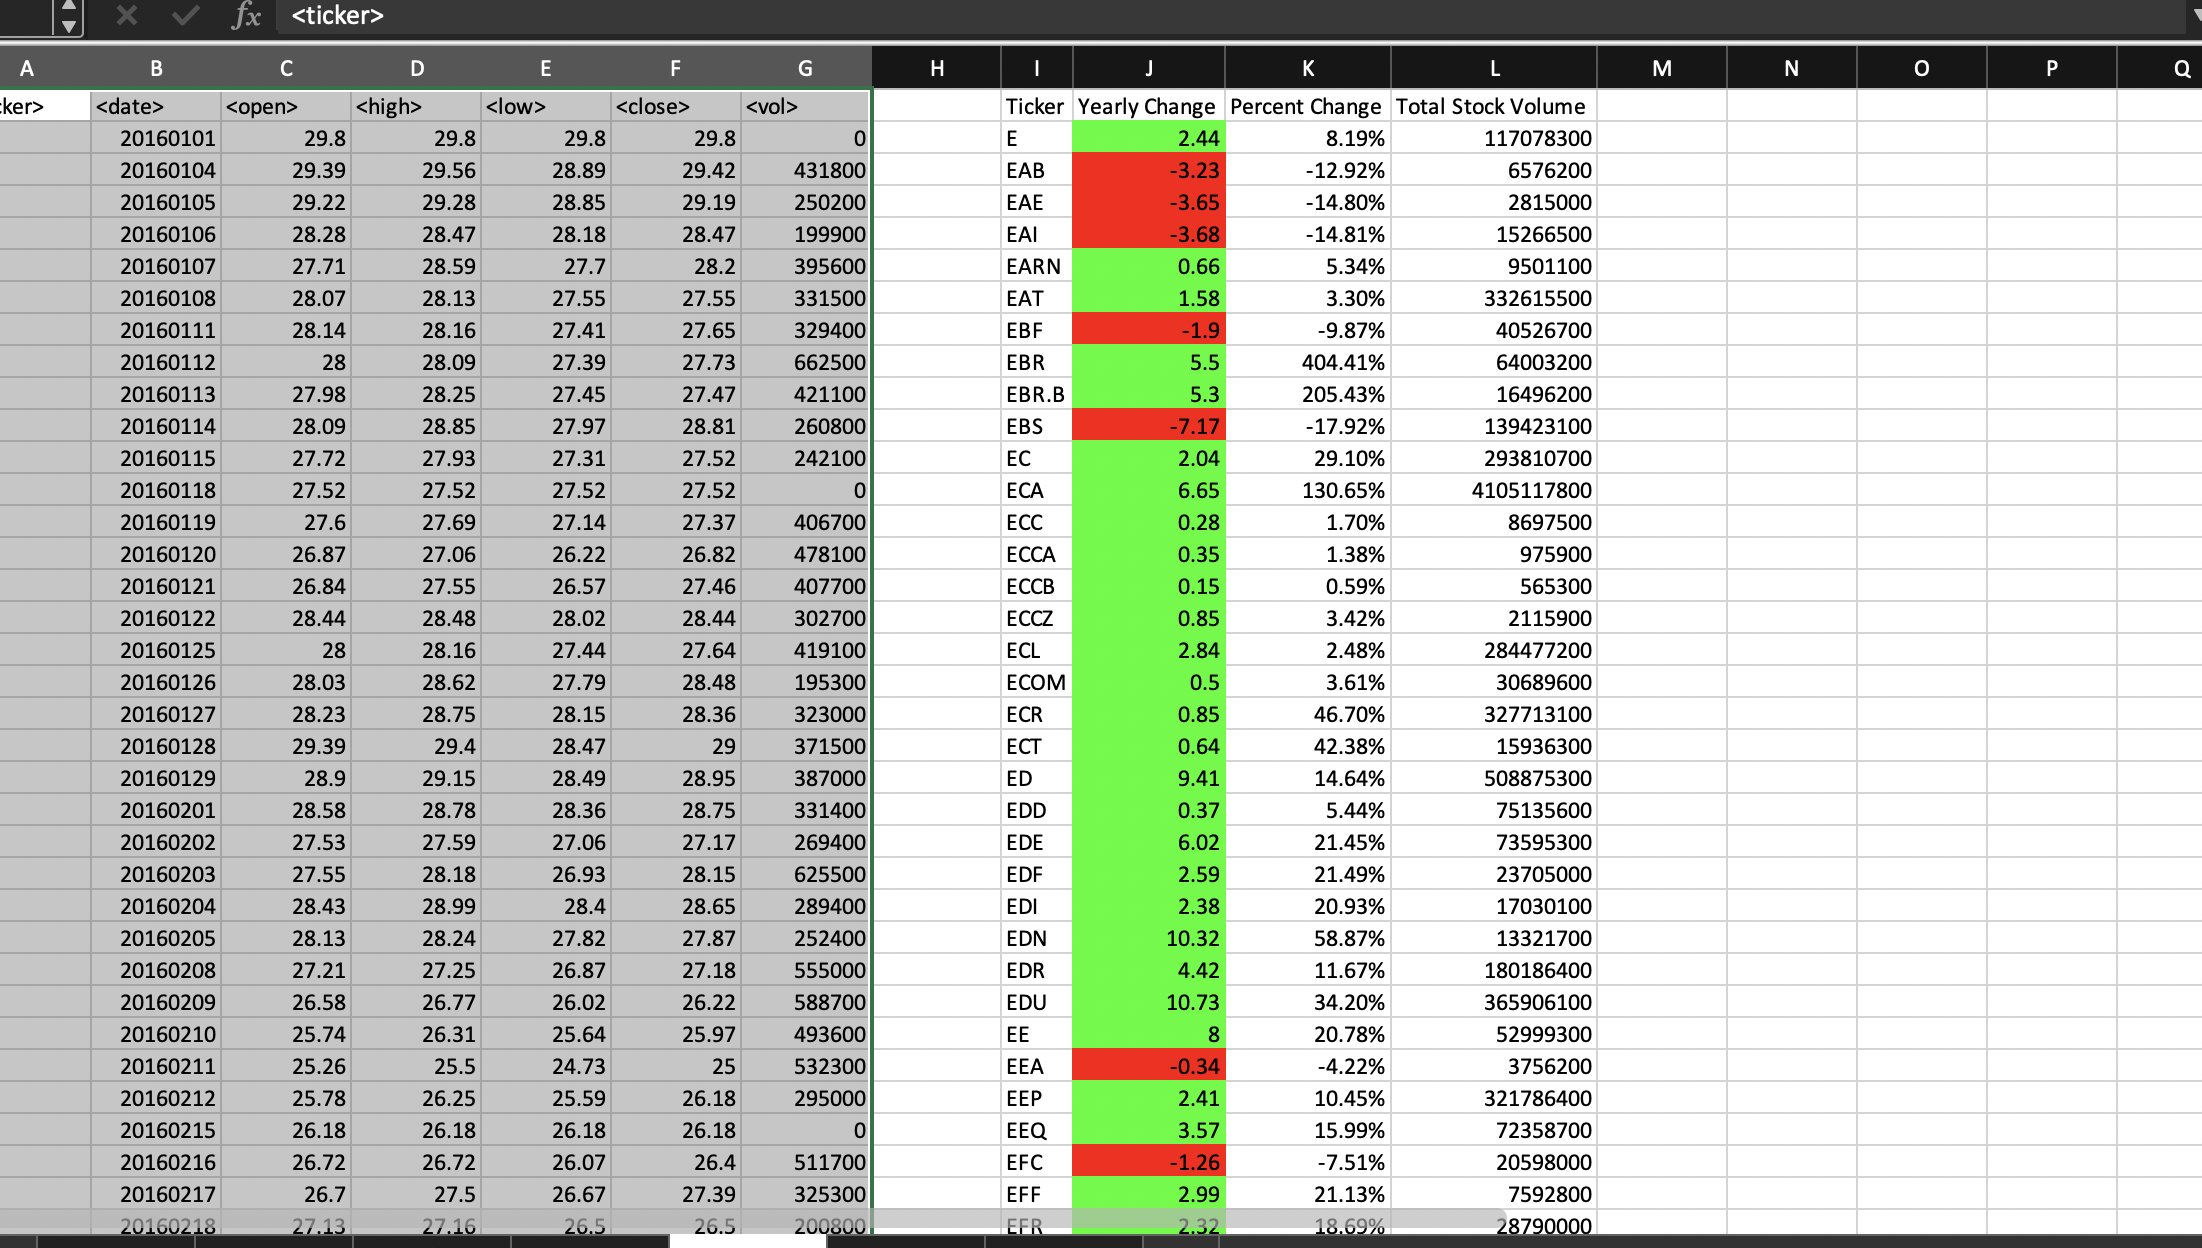 fx <ticker>
A B C D E F G H I J K L M N O P Q
cker> <date> <open> <high> <low> <close> <vol> Ticker Yearly Change Percent Change Total Stock Volume
20160101 29.8 29.8 29.8 29.8 0 E 2.44 8.19% 117078300
20160104 29.39 29.56 28.89 29.42 431800 EAB -3.23 -12.92% 6576200
20160105 29.22 29.28 28.85 29.19 250200 EAE -3.65 -14.80% 2815000
20160106 28.28 28.47 28.18 28.47 199900 EAI -3.68 -14.81% 15266500
20160107 27.71 28.59 27.7 28.2 395600 EARN 0.66 5.34% 9501100
20160108 28.07 28.13 27.55 27.55 331500 EAT 1.58 3.30% 332615500
20160111 28.14 28.16 27.41 27.65 329400 EBF -1.9 -9.87% 40526700
20160112 28 28.09 27.39 27.73 662500 EBR 5.5 404.41% 64003200
20160113 27.98 28.25 27.45 27.47 421100 EBR.B 5.3 205.43% 16496200
20160114 28.09 28.85 27.97 28.81 260800 EBS -7.17 -17.92% 139423100
20160115 27.72 27.93 27.31 27.52 242100 EC 2.04 29.10% 293810700
20160118 27.52 27.52 27.52 27.52 0 ECA 6.65 130.65% 4105117800
20160119 27.6 27.69 27.14 27.37 406700 ECC 0.28 1.70% 8697500
20160120 26.87 27.06 26.22 26.82 478100 ECCA 0.35 1.38% 975900
20160121 26.84 27.55 26.57 27.46 407700 ECCB 0.15 0.59% 565300
20160122 28.44 28.48 28.02 28.44 302700 ECCZ 0.85 3.42% 2115900
20160125 28 28.16 27.44 27.64 419100 ECL 2.84 2.48% 284477200
20160126 28.03 28.62 27.79 28.48 195300 ECOM 0.5 3.61% 30689600
20160127 28.23 28.75 28.15 28.36 323000 ECR 0.85 46.70% 327713100
20160128 29.39 29.4 28.47 29 371500 ECT 0.64 42.38% 15936300
20160129 28.9 29.15 28.49 28.95 387000 ED 9.41 14.64% 508875300
20160201 28.58 28.78 28.36 28.75 331400 EDD 0.37 5.44% 75135600
20160202 27.53 27.59 27.06 27.17 269400 EDE 6.02 21.45% 73595300
20160203 27.55 28.18 26.93 28.15 625500 EDF 2.59 21.49% 23705000
20160204 28.43 28.99 28.4 28.65 289400 EDI 2.38 20.93% 17030100
20160205 28.13 28.24 27.82 27.87 252400 EDN 10.32 58.87% 13321700
20160208 27.21 27.25 26.87 27.18 555000 EDR 4.42 11.67% 180186400
20160209 26.58 26.77 26.02 26.22 588700 EDU 10.73 34.20% 365906100
20160210 25.74 26.31 25.64 25.97 493600 EE 8 20.78% 52999300
20160211 25.26 25.5 24.73 25 532300 EEA -0.34 -4.22% 3756200
20160212 25.78 26.25 25.59 26.18 295000 EEP 2.41 10.45% 321786400
20160215 26.18 26.18 26.18 26.18 0 EEQ 3.57 15.99% 72358700
20160216 26.72 26.72 26.07 26.4 511700 EFC -1.26 -7.51% 20598000
20160217 26.7 27.5 26.67 27.39 325300 EFF 2.99 21.13% 7592800
20160218 27.13 27.16 26.5 26.5 200800 EFR 2.32 18.69% 28790000